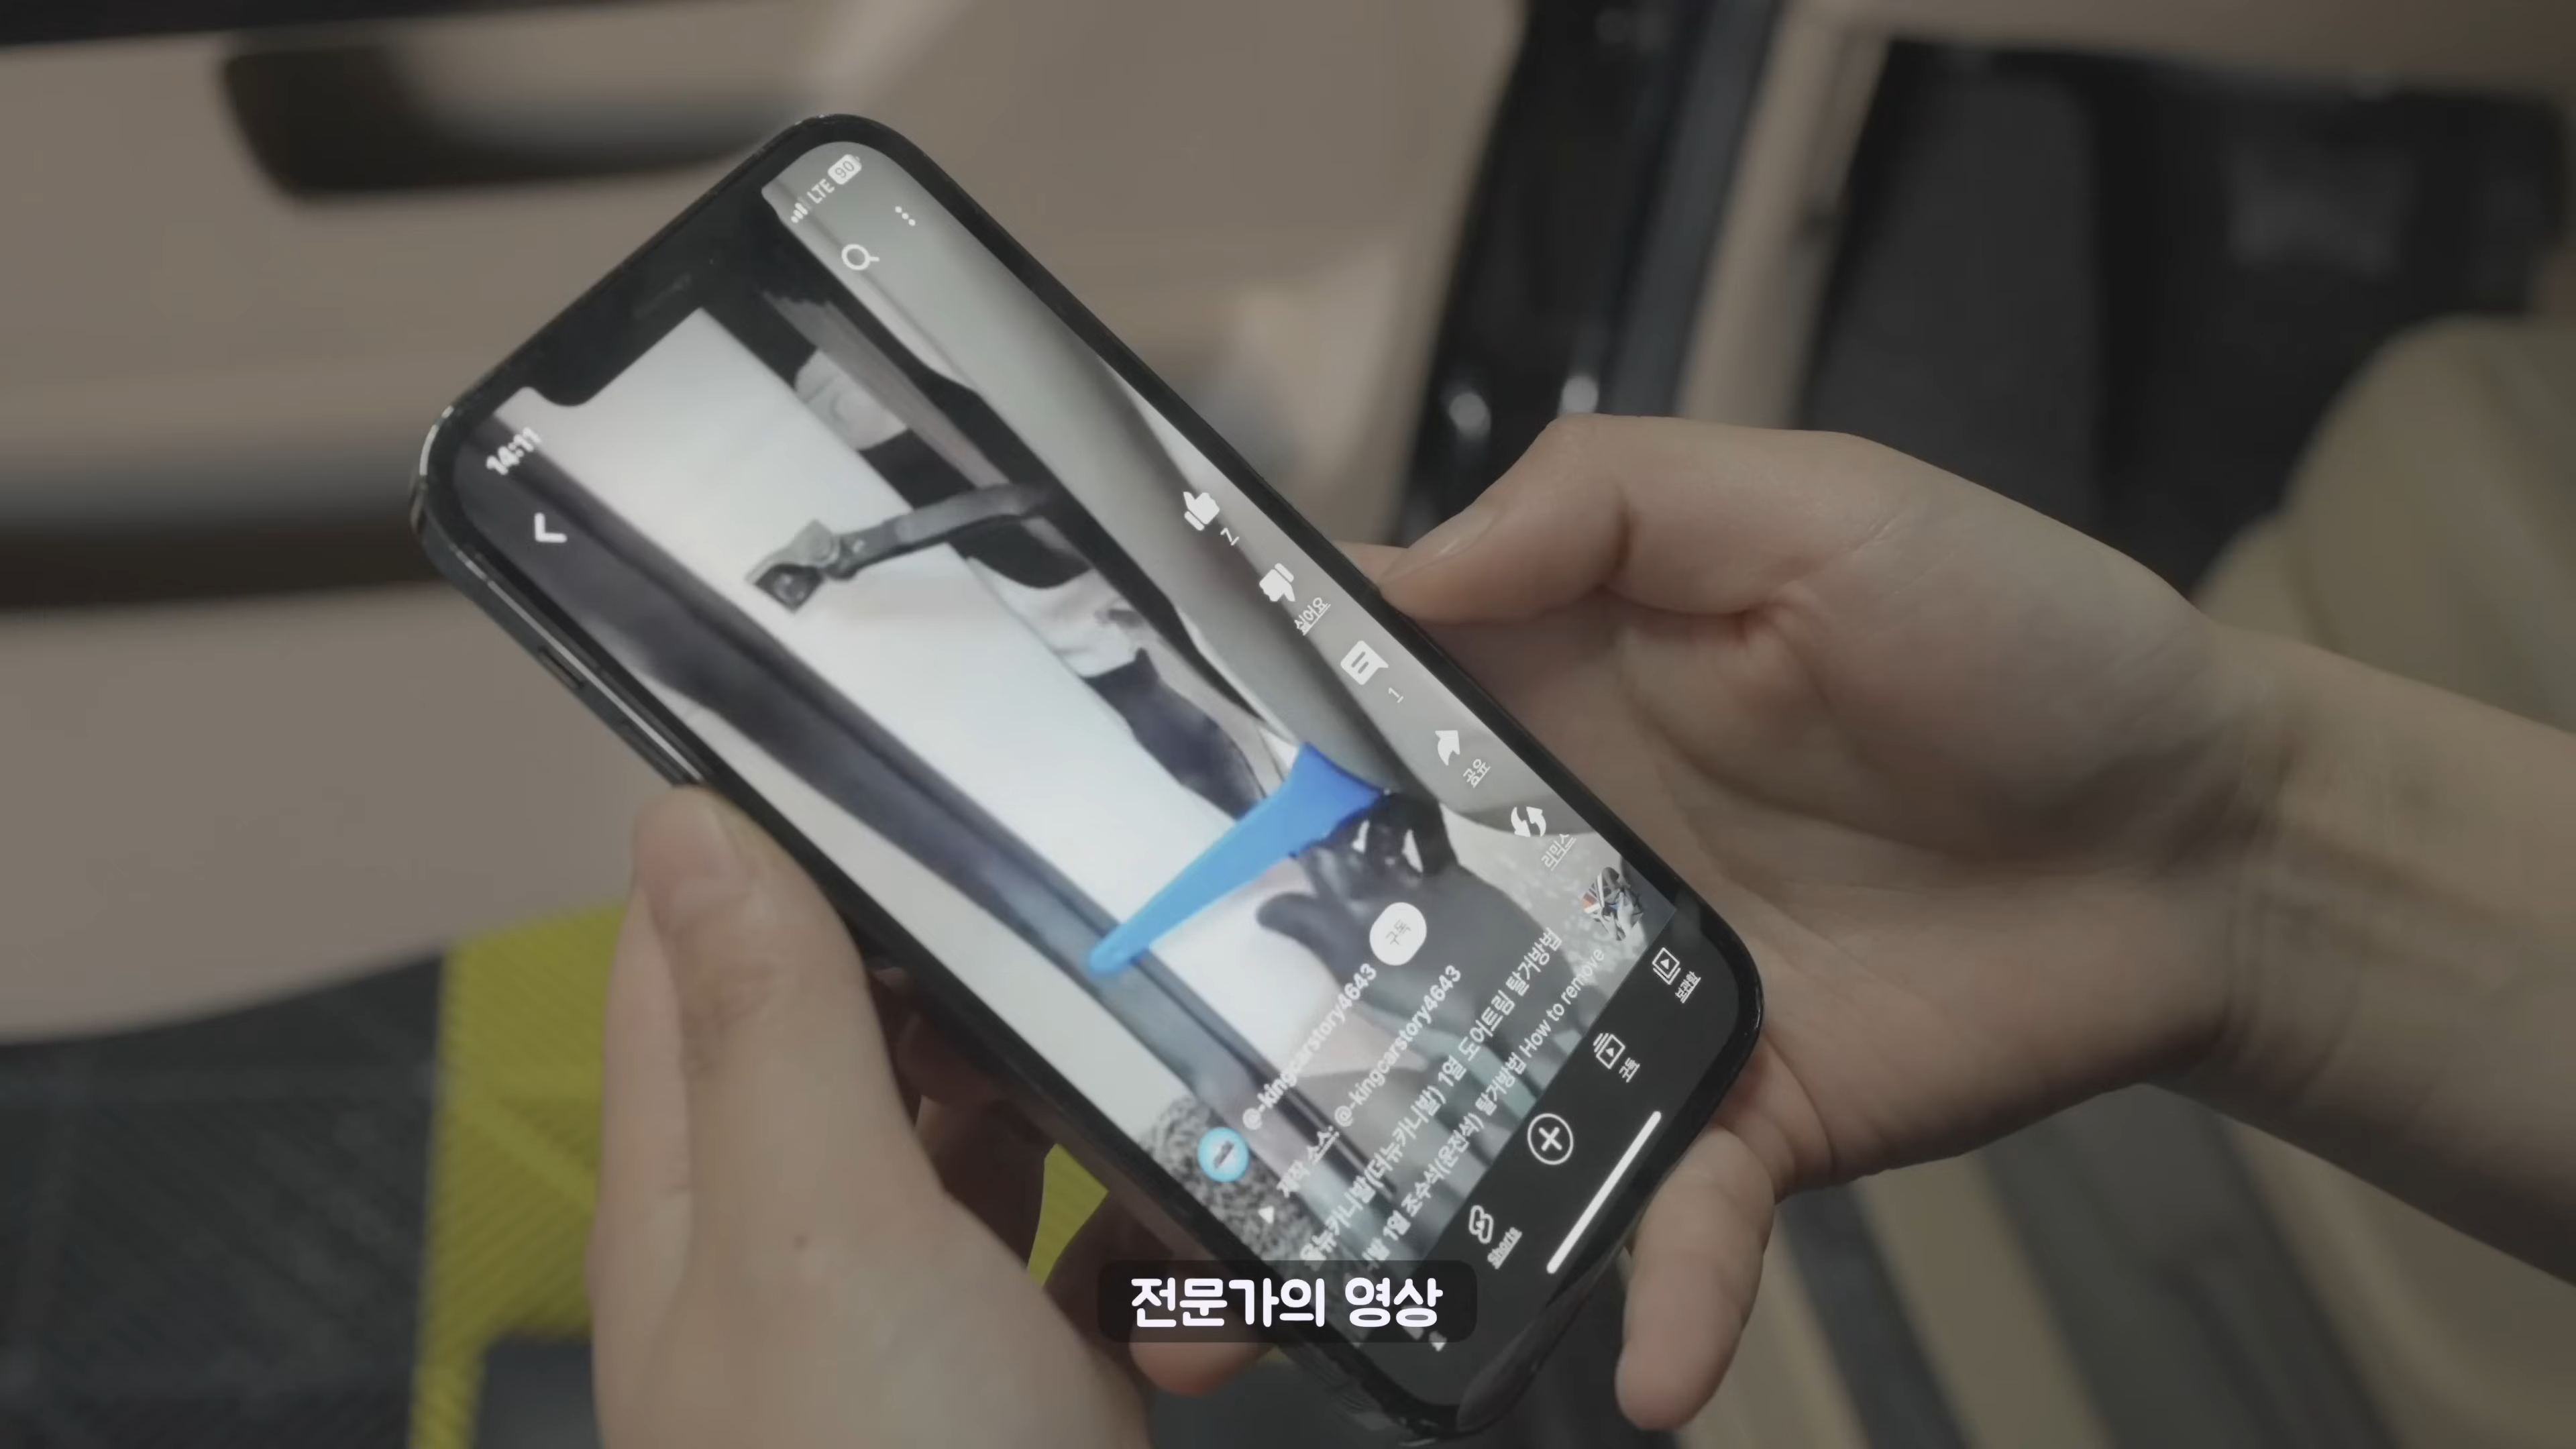 14:11
LTE 90
싫어요
1
공유
리믹스
@-kingcarstory4643
구독
제작 소스: @-kingcarstory4643
올뉴카니발(더뉴카니발) 1열 도어트림 탈거방법
1열 조수석(운전석) 탈거방법 How to remove
Shorts
구독
보관함
전문가의 영상